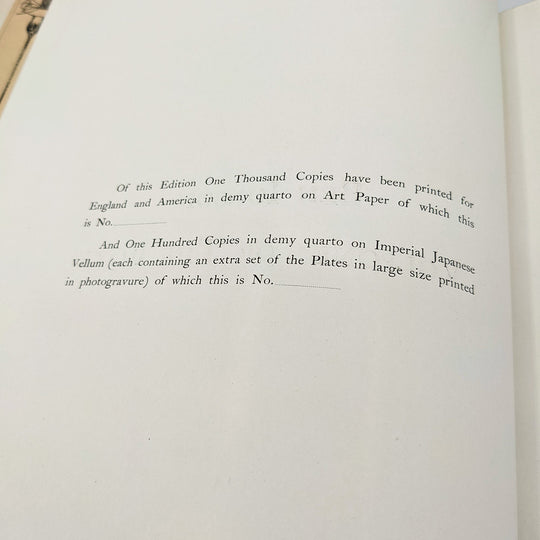 Of this Edition One Thousand Copies have been printed for
England and America in demy quarto on Art Paper of which this
is No.
And One Hundred Copies in demy quarto on Imperial Japanese
Vellum (each containing an extra set of the Plates in large size printed
in photogravure) of which this is No.